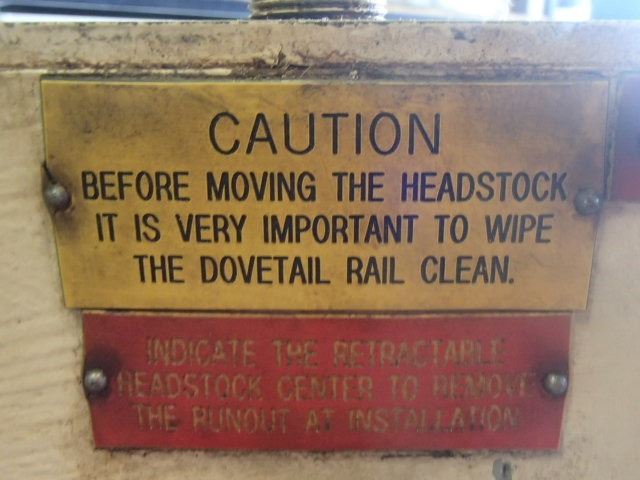 CAUTION
BEFORE MOVING THE HEADSTOCK
IT IS VERY IMPORTANT TO WIPE
THE DOVETAIL RAIL CLEAN.
INDICATE THE RETRACTABLE
HEADSTOCK CENTER TO REMOVE
THE RUNOUT AT INSTALLATION